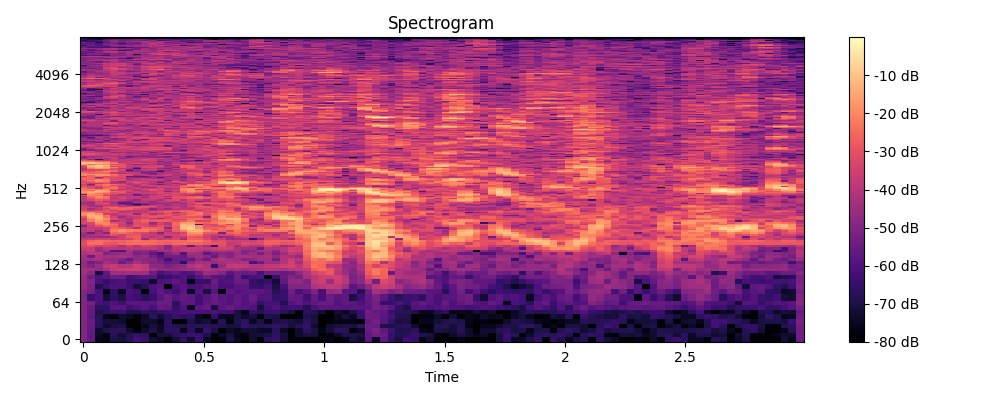 Spectrogram
4096
2048
1024
512
256
128
64
0
Hz
0
0.5
1
1.5
2
2.5
Time
-10 dB
-20 dB
-30 dB
-40 dB
-50 dB
-60 dB
-70 dB
-80 dB